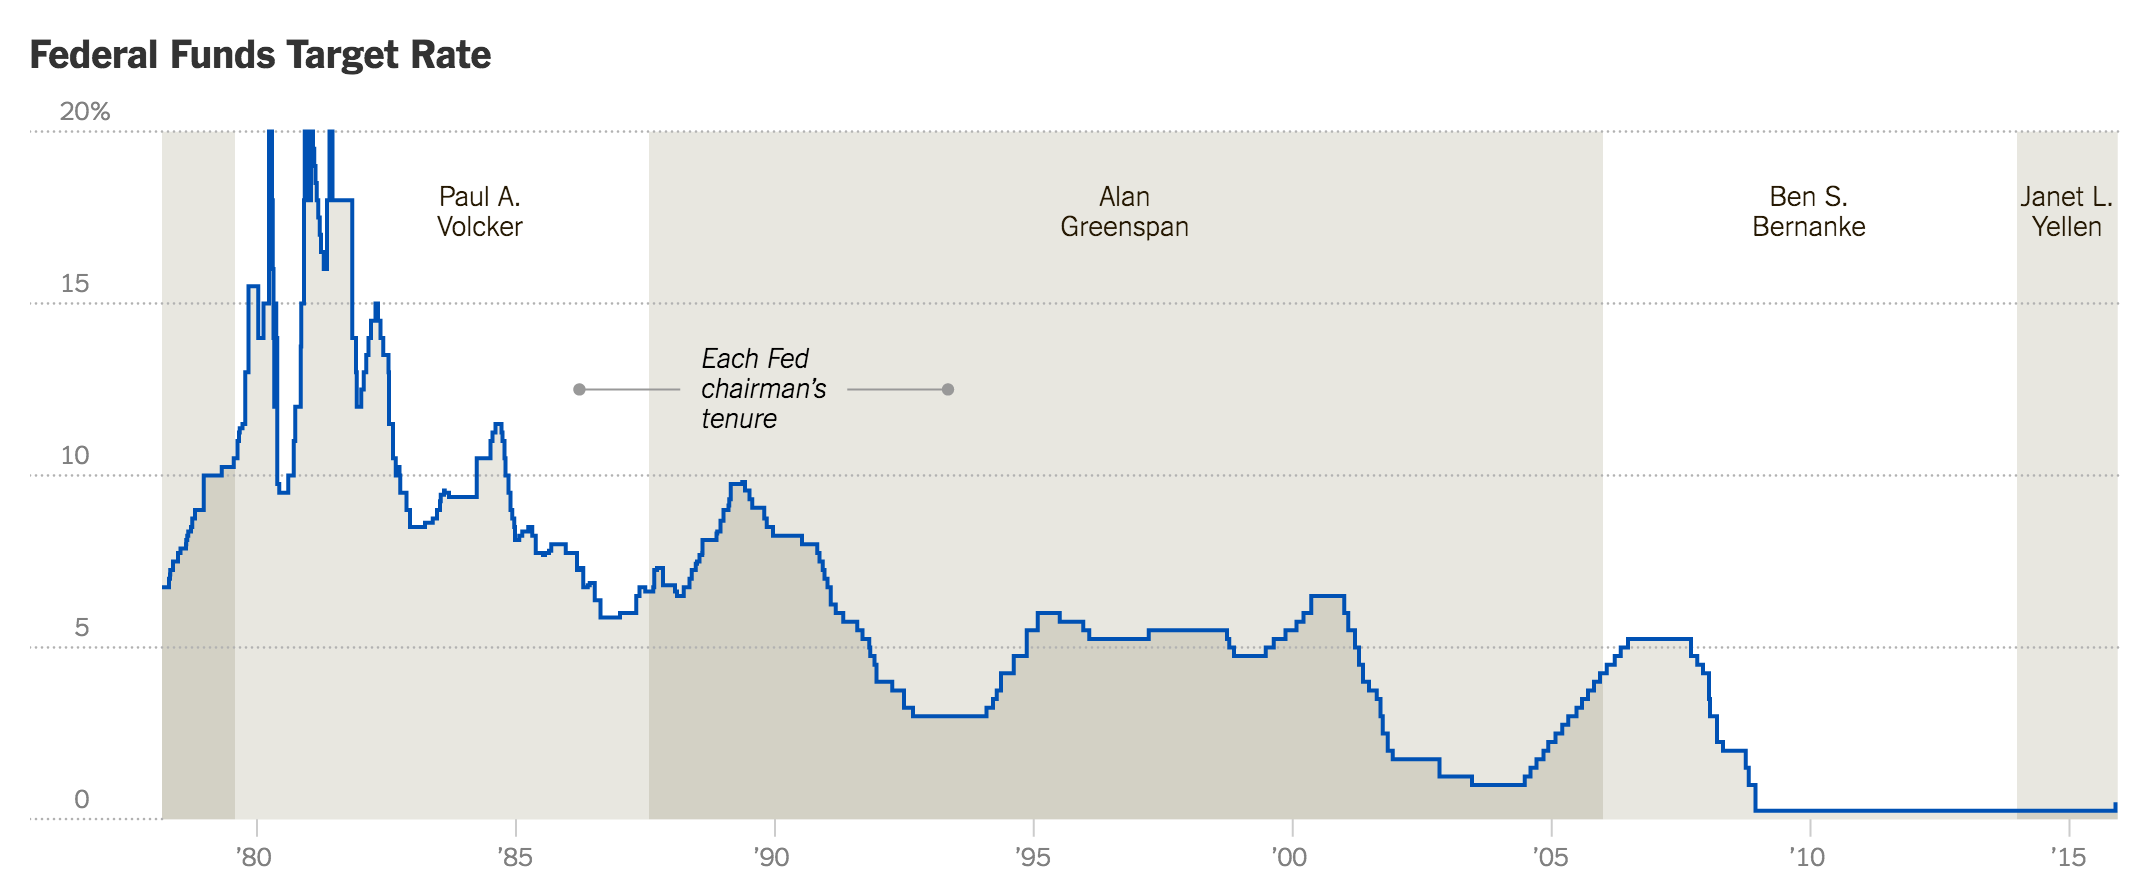 Federal Funds Target Rate
20%
Paul A.
Volcker
Alan
Greenspan
Ben S.
Bernanke
Janet L.
Yellen
15
Each Fed
chairman’s
tenure
10
5
0
’80
’85
’90
’95
’00
’05
’10
’15